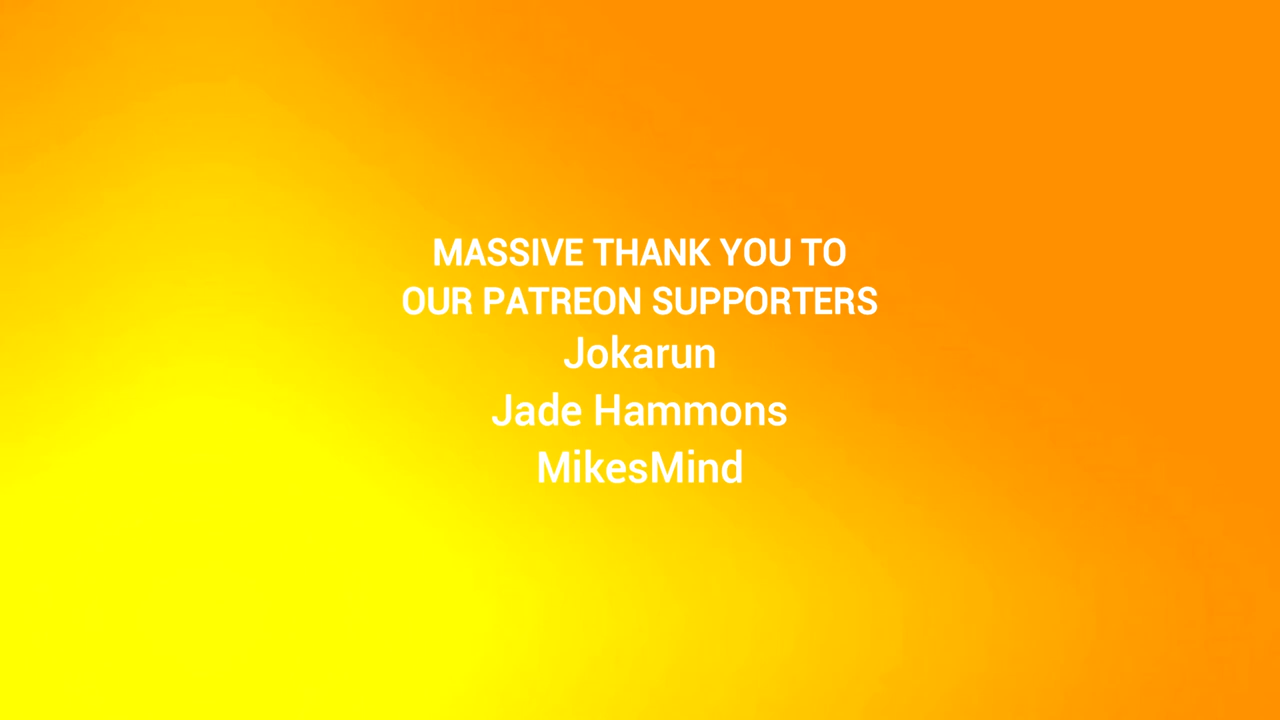 MASSIVE THANK YOU TO
OUR PATREON SUPPORTERS
Jokarun
Jade Hammons
MikesMind